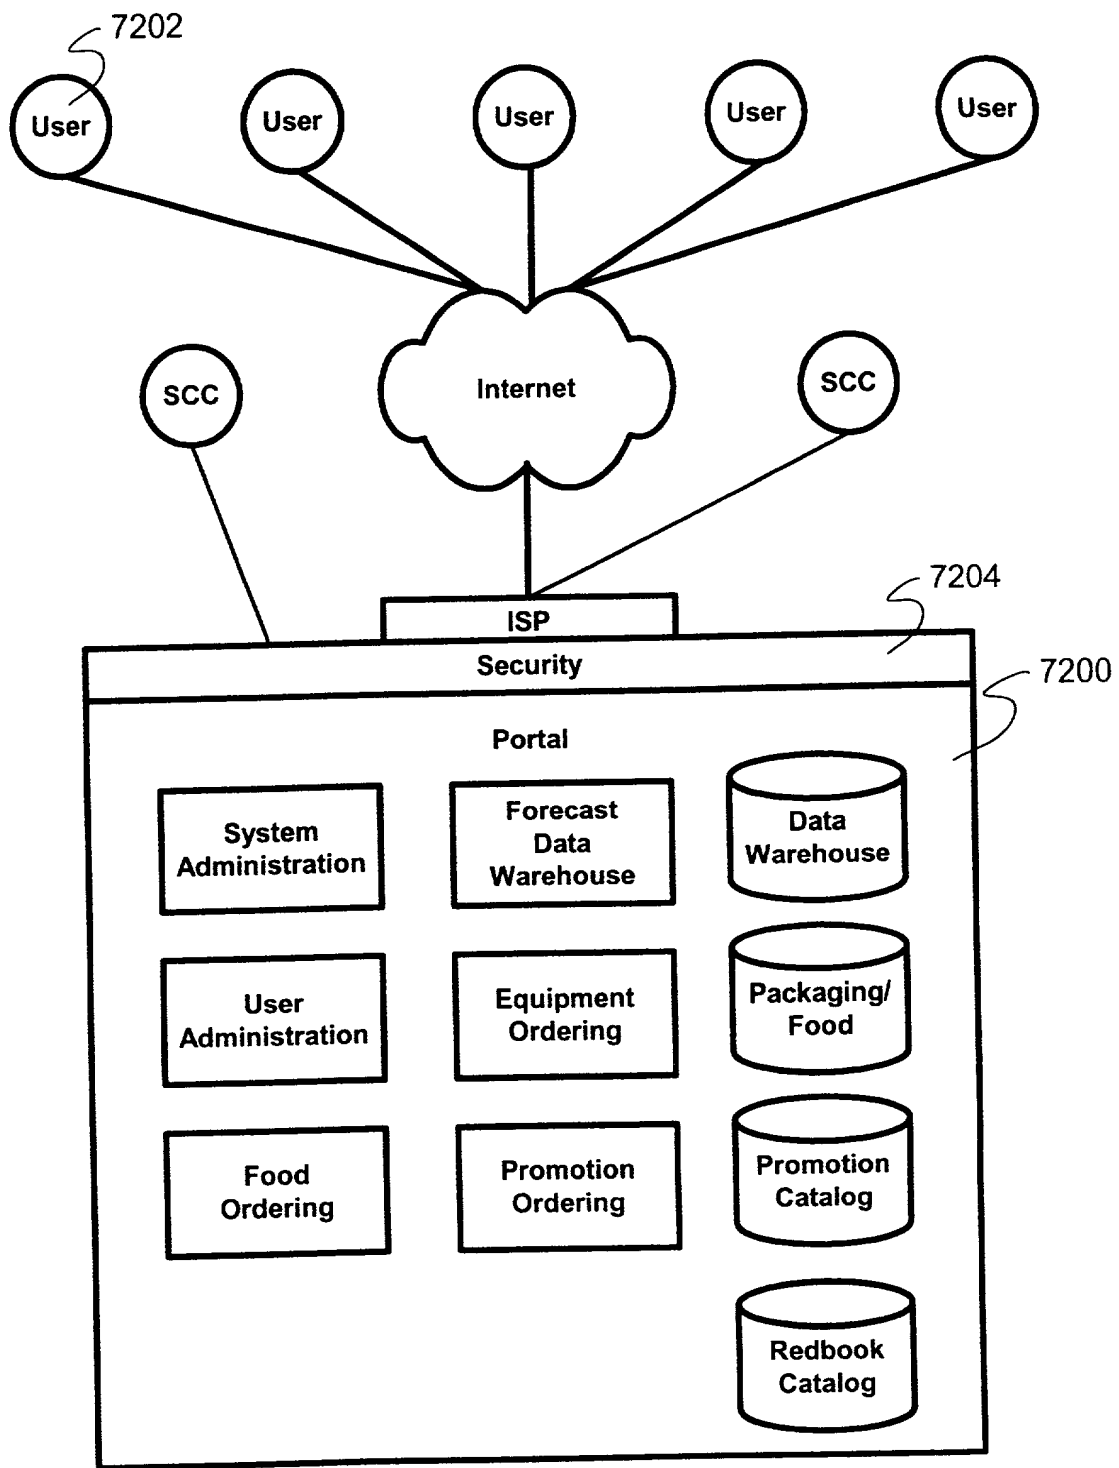 7202
User
User
User
User
User
SCC
Internet
SCC
7204
ISP
Security
7200
Portal
System
Administration
Forecast
Data
Warehouse
Data
Warehouse
User
Administration
Equipment
Ordering
Packaging/
Food
Food
Ordering
Promotion
Ordering
Promotion
Catalog
Redbook
Catalog